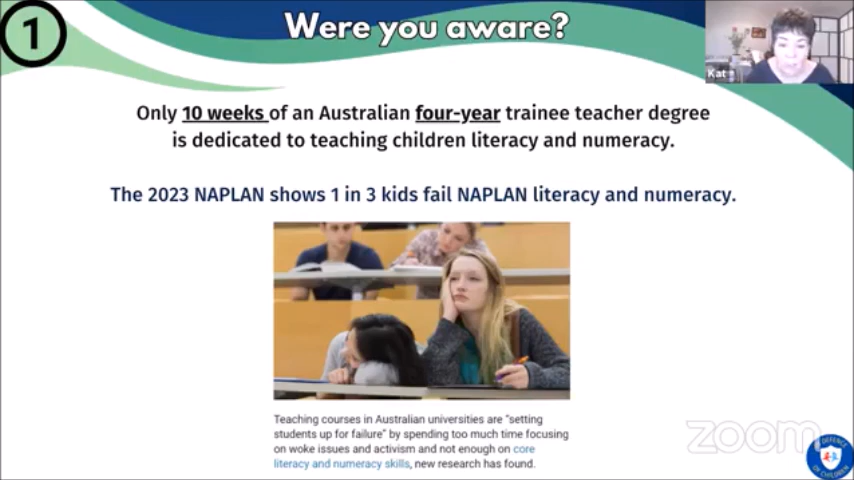 1
Were you aware?
Kat
Only 10 weeks of an Australian four-year trainee teacher degree
is dedicated to teaching children literacy and numeracy.
The 2023 NAPLAN shows 1 in 3 kids fail NAPLAN literacy and numeracy.
Teaching courses in Australian universities are "setting
students up for failure" by spending too much time focusing
on woke issues and activism and not enough on core
literacy and numeracy skills, new research has found.
zoom
DEFENCE
OF CHILDREN